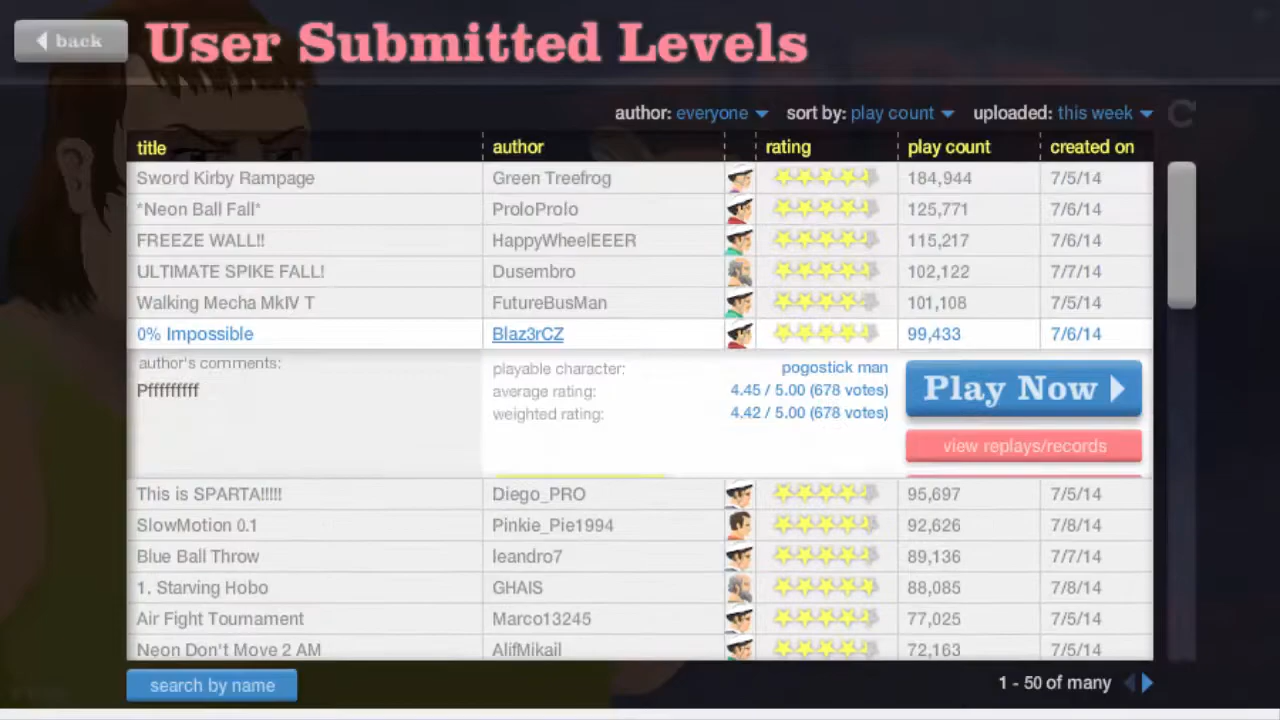 back
User Submitted Levels
author: everyone sort by: play count uploaded: this week
title author rating play count created on
Sword Kirby Rampage Green Treefrog 184,944 7/5/14
*Neon Ball Fall* ProloProlo 125,771 7/6/14
FREEZE WALL!! HappyWheelEEER 115,217 7/6/14
ULTIMATE SPIKE FALL! Dusembro 102,122 7/7/14
Walking Mecha MkIV T FutureBusMan 101,108 7/5/14
0% Impossible Blaz3rCZ 99,433 7/6/14
author's comments:
Pfffffffff
playable character: pogostick man
average rating: 4.45 / 5.00 (678 votes)
weighted rating: 4.42 / 5.00 (678 votes)
Play Now
view replays/records
This is SPARTA!!!!! Diego_PRO 95,697 7/5/14
SlowMotion 0.1 Pinkie_Pie1994 92,626 7/8/14
Blue Ball Throw leandro7 89,136 7/7/14
1. Starving Hobo GHAIS 88,085 7/8/14
Air Fight Tournament Marco13245 77,025 7/5/14
Neon Don't Move 2 AM AlifMikail 72,163 7/5/14
search by name
1 - 50 of many